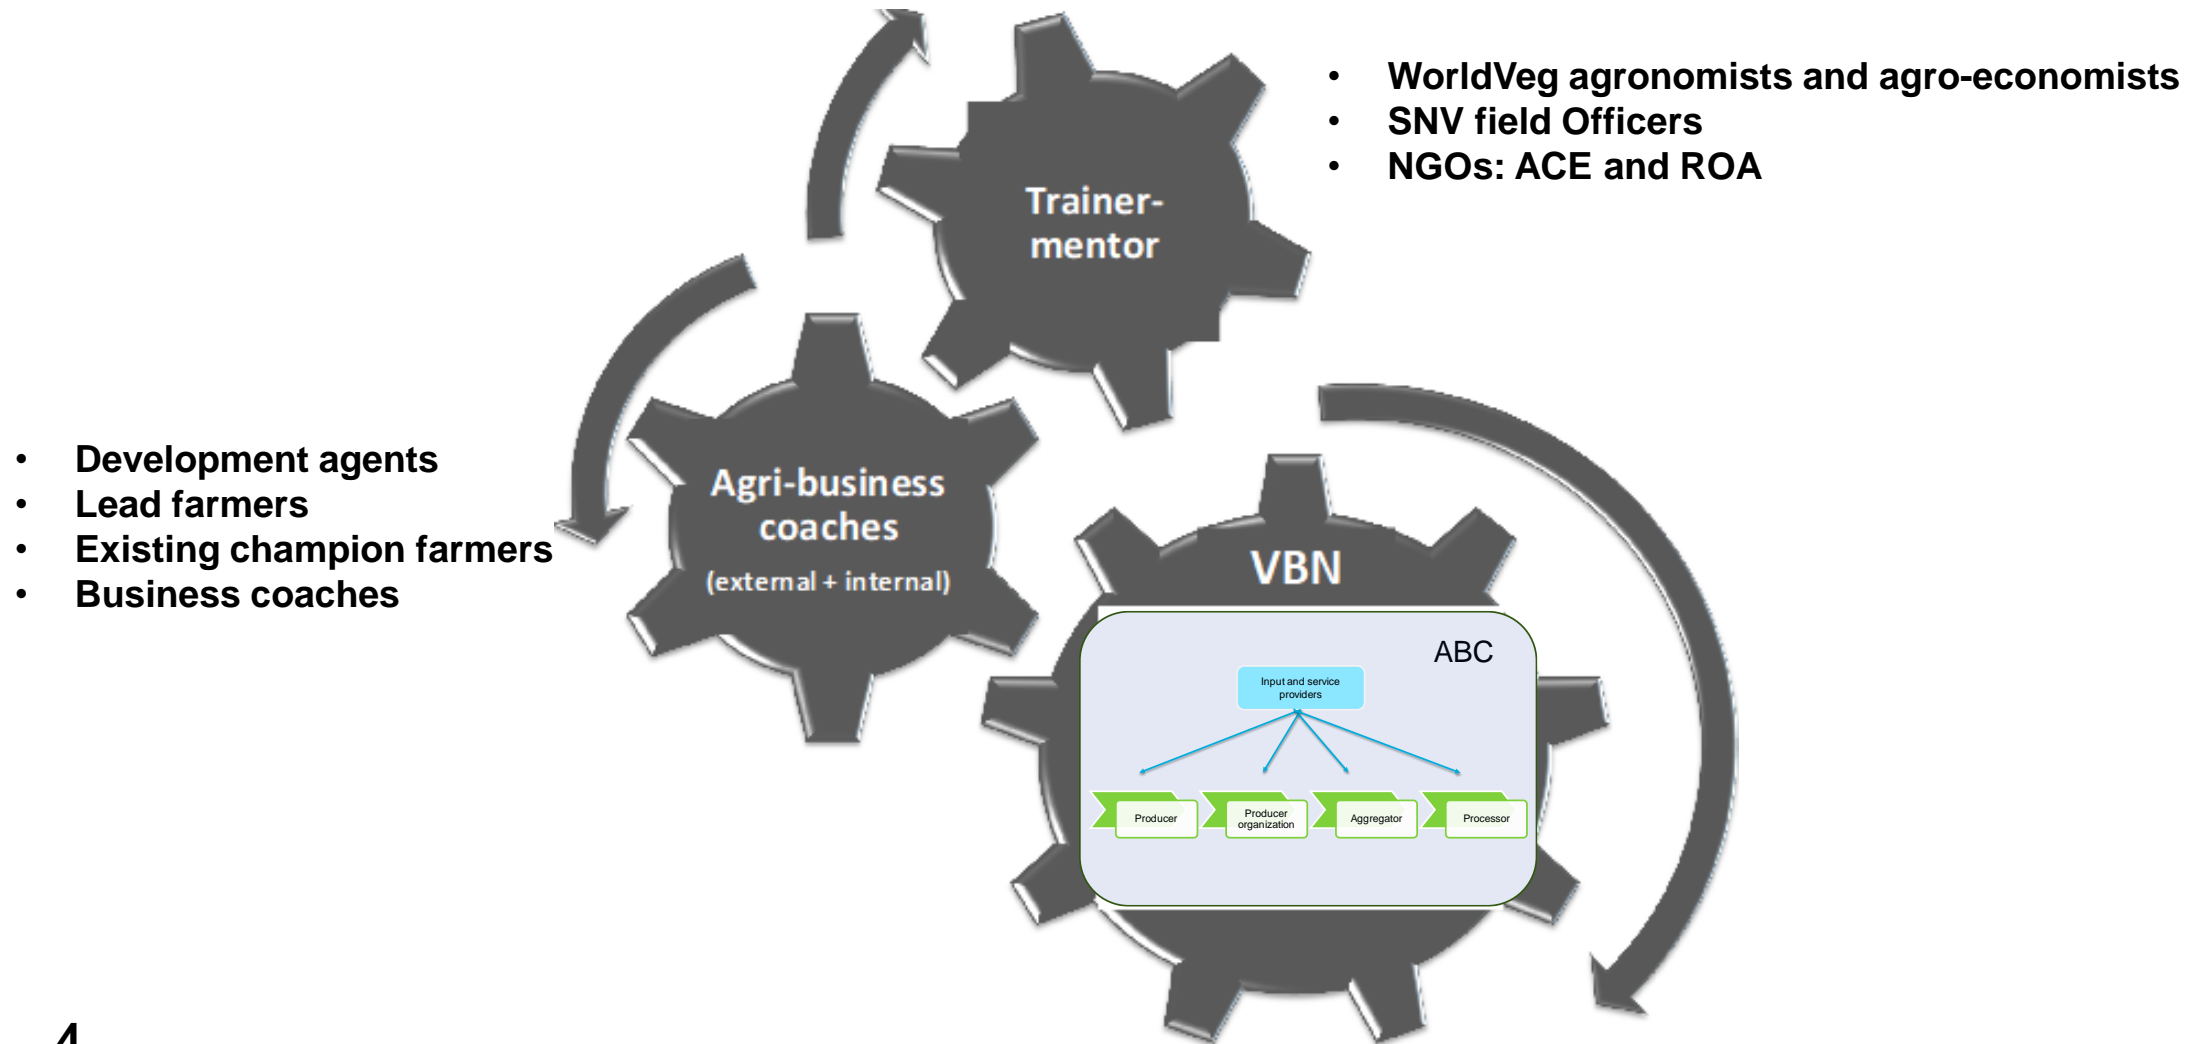 • WorldVeg agronomists and agro-economists
• SNV field Officers
• NGOs: ACE and ROA
Trainer-
mentor
• Development agents
• Lead farmers
• Existing champion farmers
• Business coaches
Agri-business
coaches
(external + internal)
VBN
ABC
Input and service
providers
Producer
Producer
organization
Aggregator
Processor
4